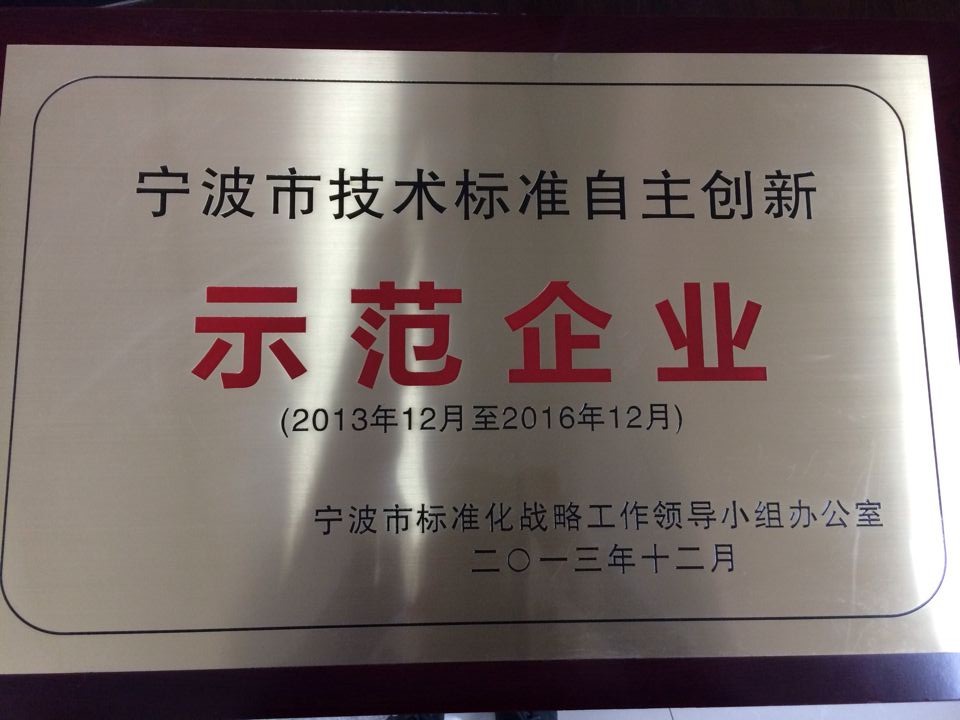 宁波市技术标准自主创新
示范企业
(2013年12月至2016年12月)
宁波市标准化战略工作领导小组办公室
二〇一三年十二月